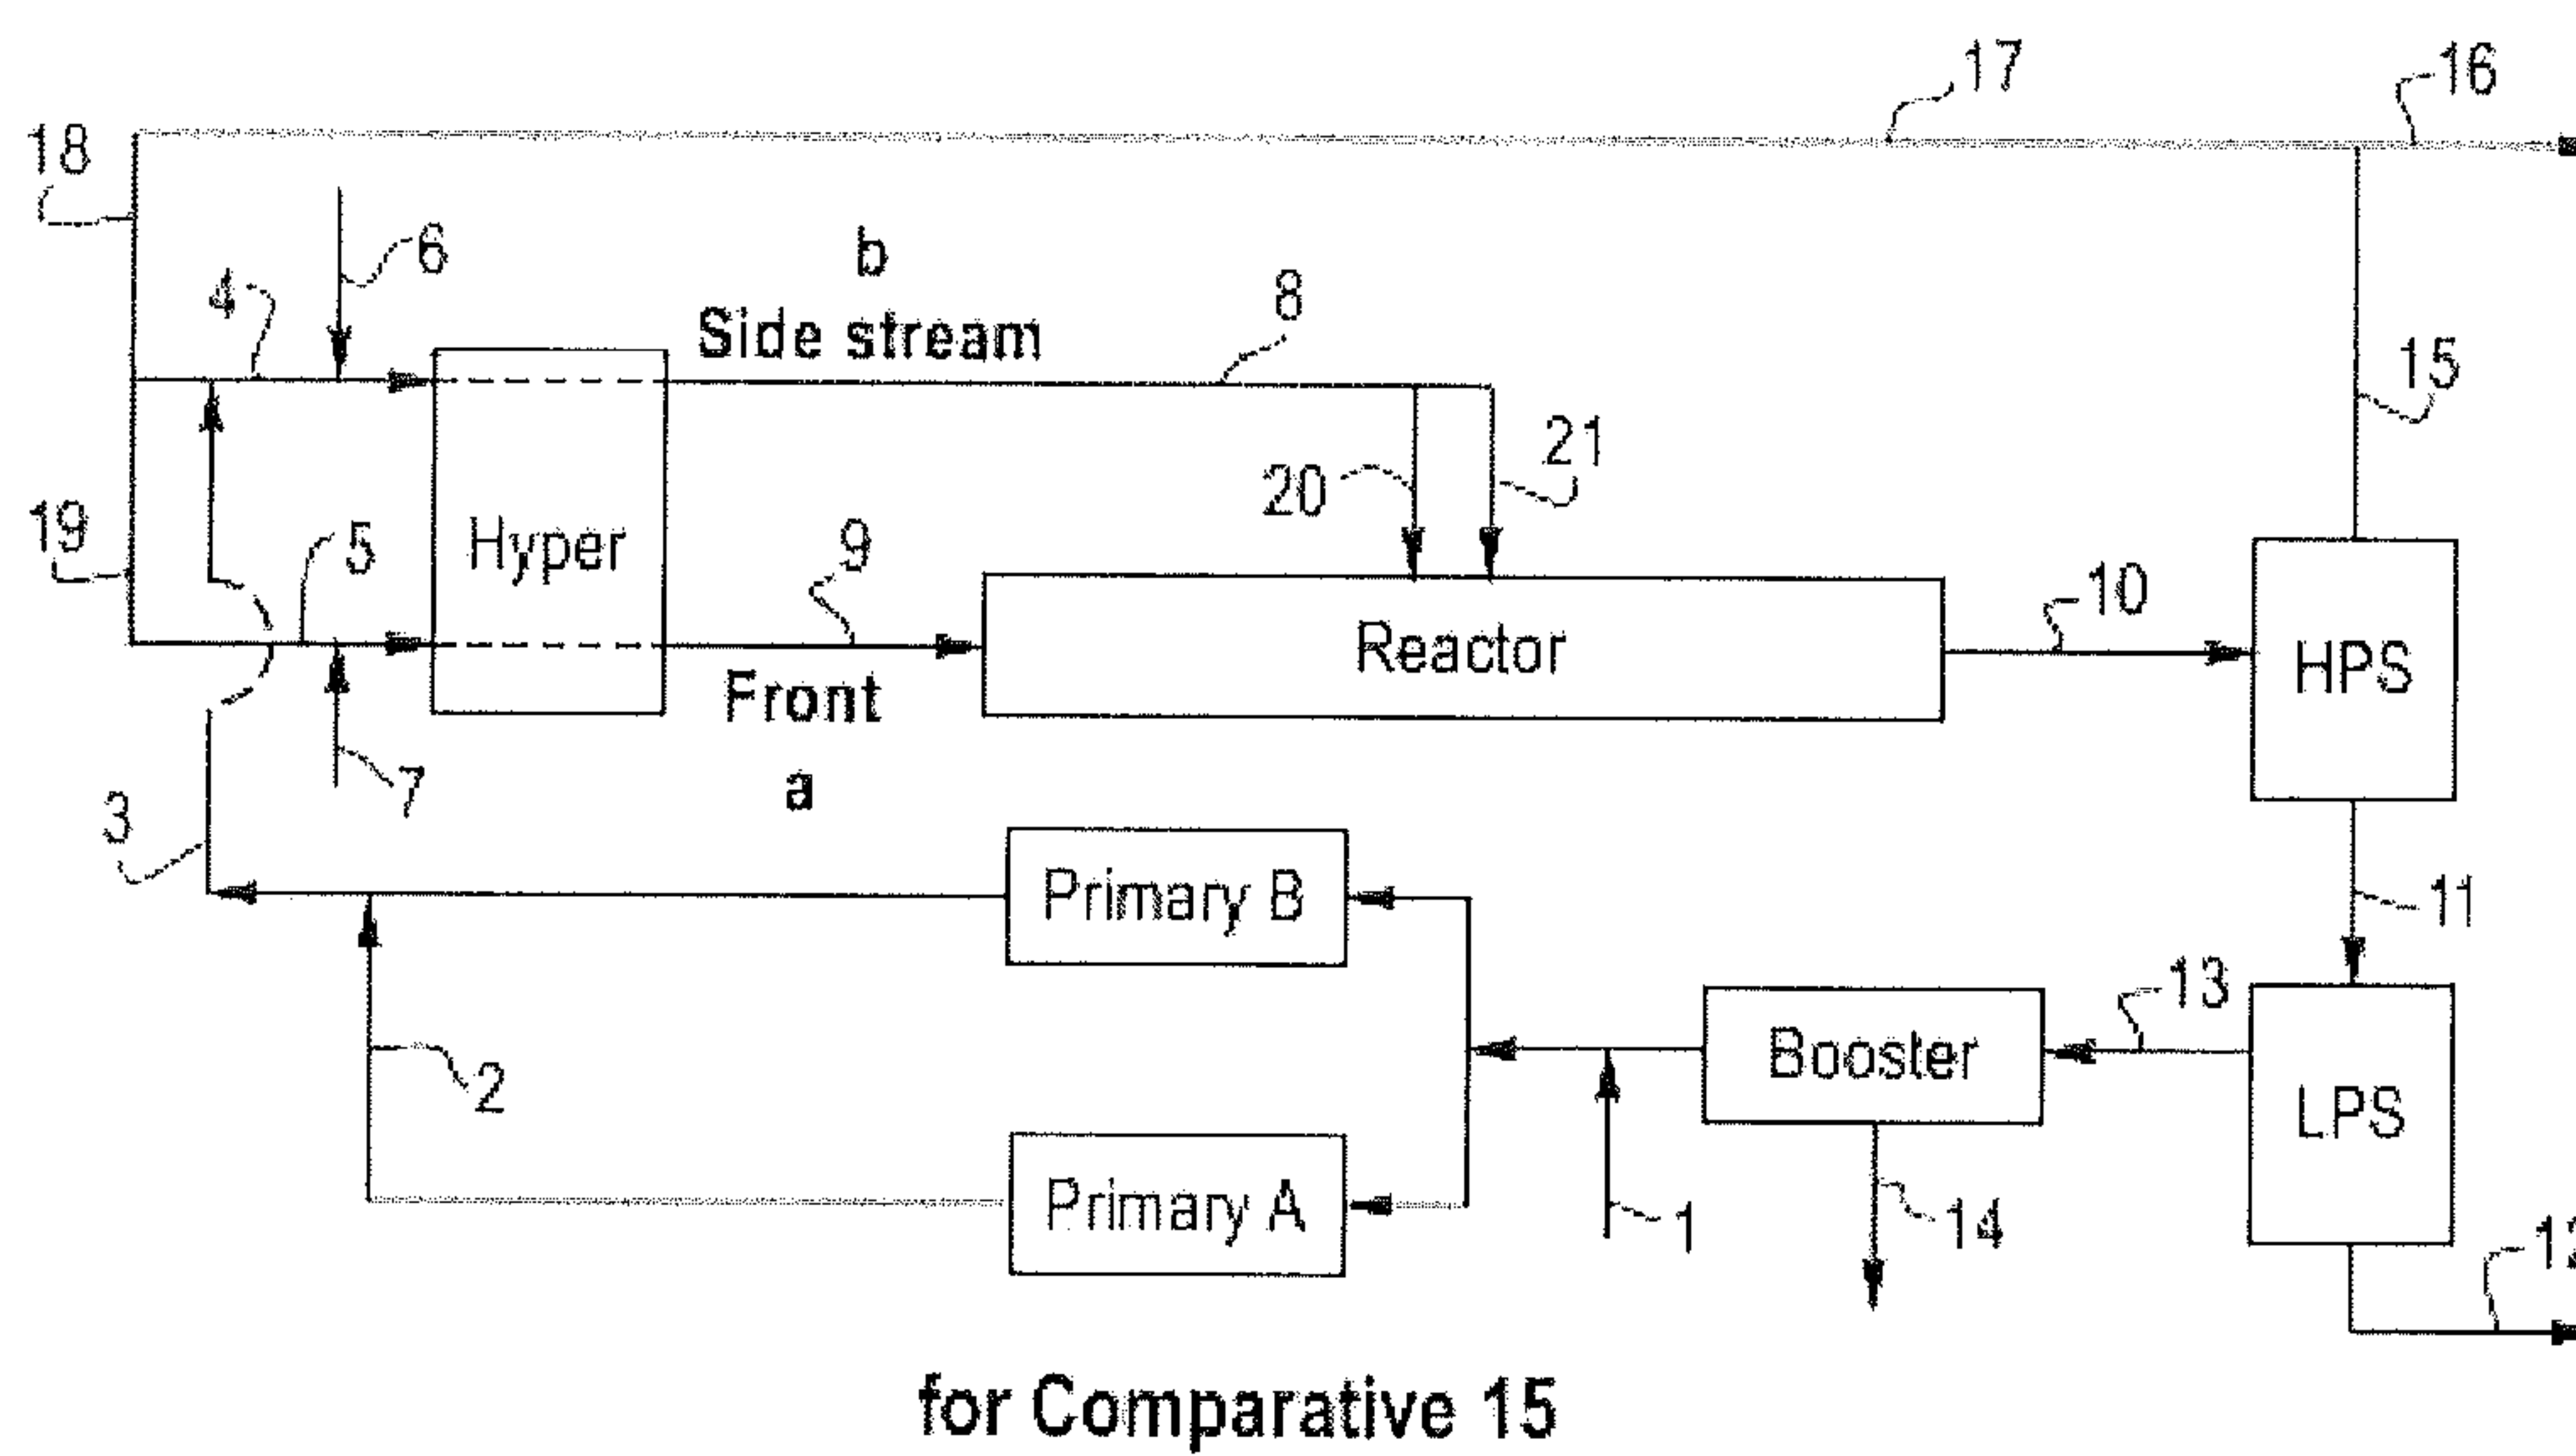 17
16
18
6
b
4
8
Side stream
15
21
20
19
5
9
Hyper
10
Reactor
HPS
Front
7
a
3
Primary B
11
13
Booster
2
LPS
Primary A
1
14
12
for Comparative 15